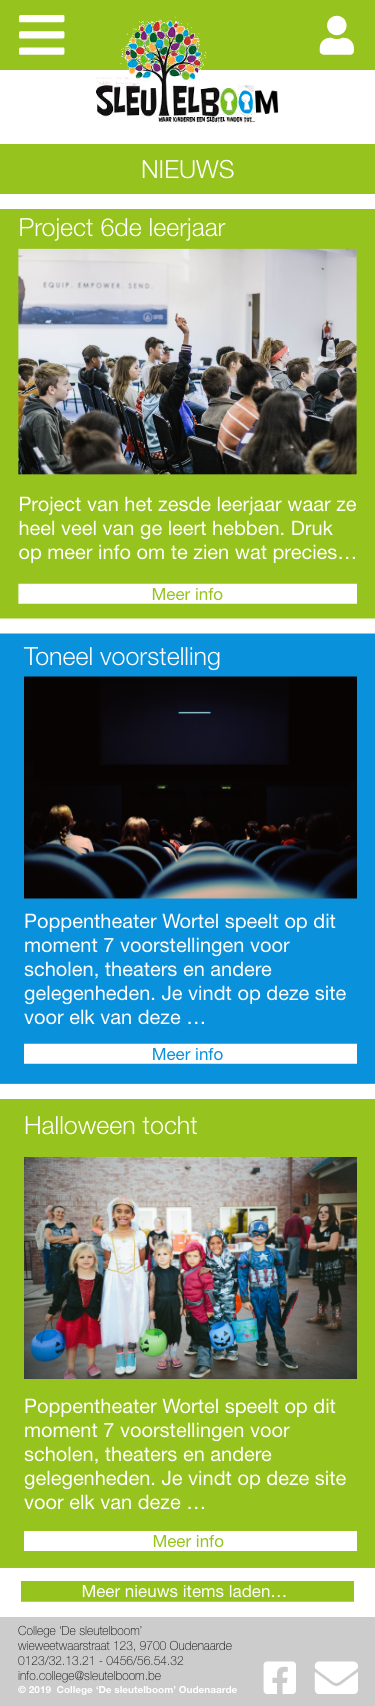 SLEUTELBOOM
WAAR KINDEREN EEN SLEUTEL VINDEN TOT...
NIEUWS
Project 6de leerjaar
EQUIP. EMPOWER. SEND.
Project van het zesde leerjaar waar ze
heel veel van ge leert hebben. Druk
op meer info om te zien wat precies…
Meer info
Toneel voorstelling
Poppentheater Wortel speelt op dit
moment 7 voorstellingen voor
scholen, theaters en andere
gelegenheden. Je vindt op deze site
voor elk van deze …
Meer info
Halloween tocht
Poppentheater Wortel speelt op dit
moment 7 voorstellingen voor
scholen, theaters en andere
gelegenheden. Je vindt op deze site
voor elk van deze …
Meer info
Meer nieuws items laden…
College ‘De sleutelboom’
wieweetwaarstraat 123, 9700 Oudenaarde
0123/32.13.21 - 0456/56.54.32
info.college@sleutelboom.be
© 2019 College ‘De sleutelboom’ Oudenaarde